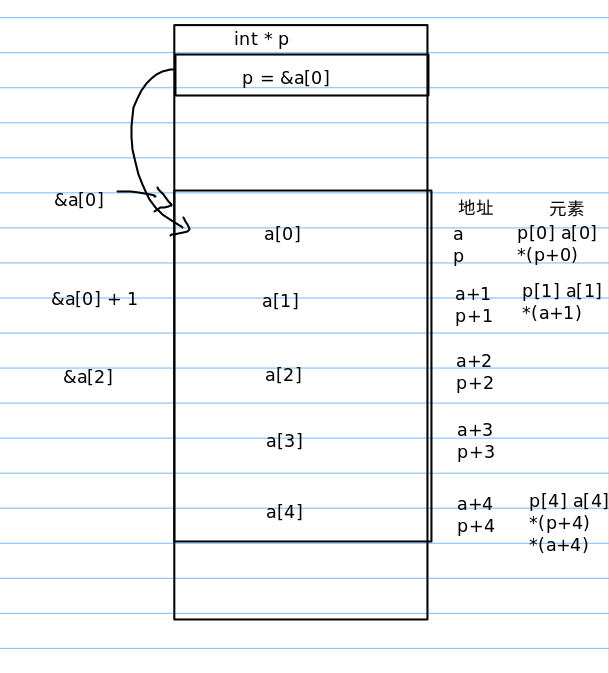 int * p
p = &a[0]
&a[0]
地址 元素
a[0]
a p[0] a[0]
p *(p+0)
&a[0] + 1
a[1]
a+1 p[1] a[1]
p+1 *(a+1)
&a[2]
a[2]
a+2
p+2
a[3]
a+3
p+3
a[4]
a+4 p[4] a[4]
p+4 *(p+4)
*(a+4)